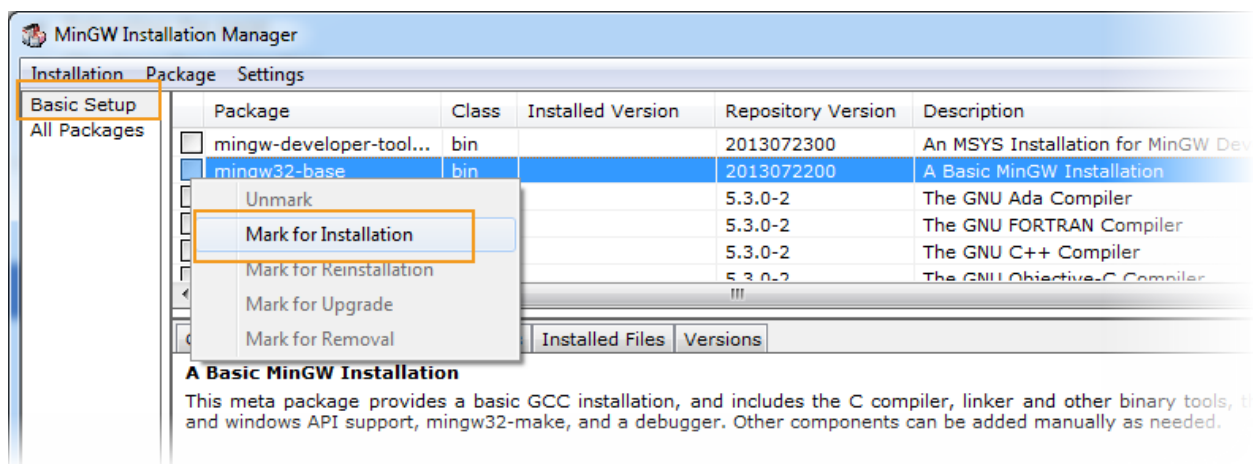 MinGW Installation Manager
Installation Package Settings
Basic Setup
All Packages
Package Class Installed Version Repository Version Description
mingw-developer-tool... bin 2013072300 An MSYS Installation for MinGW Dev
mingw32-base bin 2013072200 A Basic MinGW Installation
5.3.0-2 The GNU Ada Compiler
5.3.0-2 The GNU FORTRAN Compiler
5.3.0-2 The GNU C++ Compiler
5.3.0-2 The GNU Objective-C Compiler
Unmark
Mark for Installation
Mark for Reinstallation
Mark for Upgrade
Mark for Removal
Installed Files Versions
A Basic MinGW Installation
This meta package provides a basic GCC installation, and includes the C compiler, linker and other binary tools,
and windows API support, mingw32-make, and a debugger. Other components can be added manually as needed.